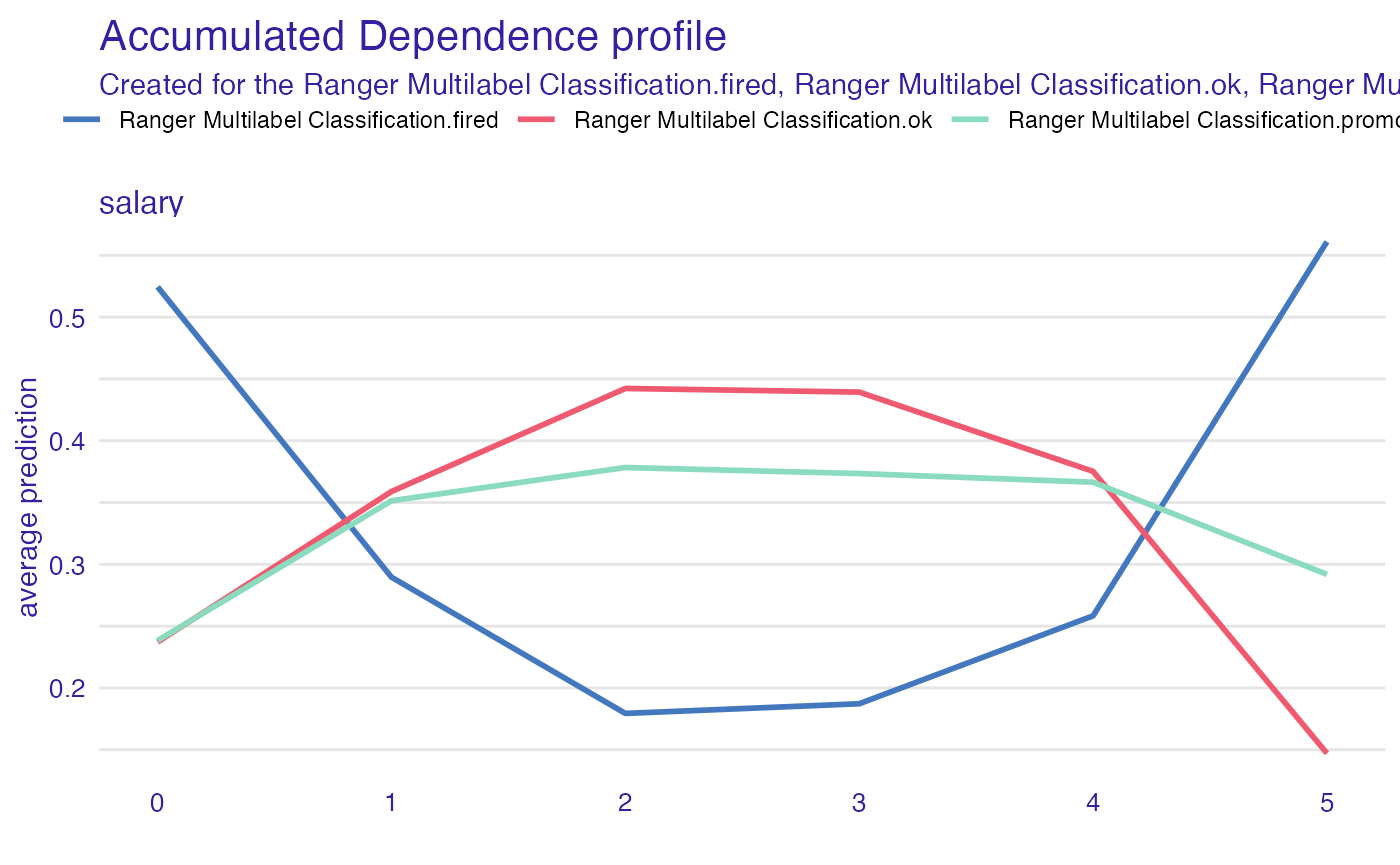 Accumulated Dependence profile
Created for the Ranger Multilabel Classification.fired, Ranger Multilabel Classification.ok, Ranger Mu
Ranger Multilabel Classification.fired Ranger Multilabel Classification.ok Ranger Multilabel Classification.promo
salary
average prediction
0.5
0.4
0.3
0.2
0 1 2 3 4 5